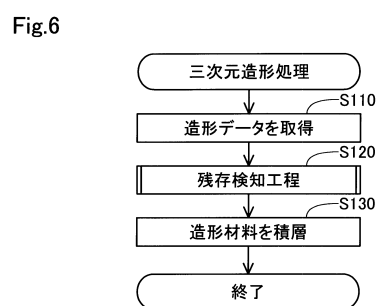 Fig.6
三次元造形処理
S110
造形データを取得
S120
残存検知工程
S130
造形材料を積層
終了